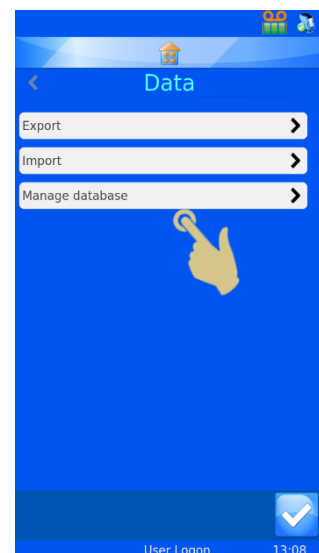 Data
Export
Import
Manage database
User Logon 13:08